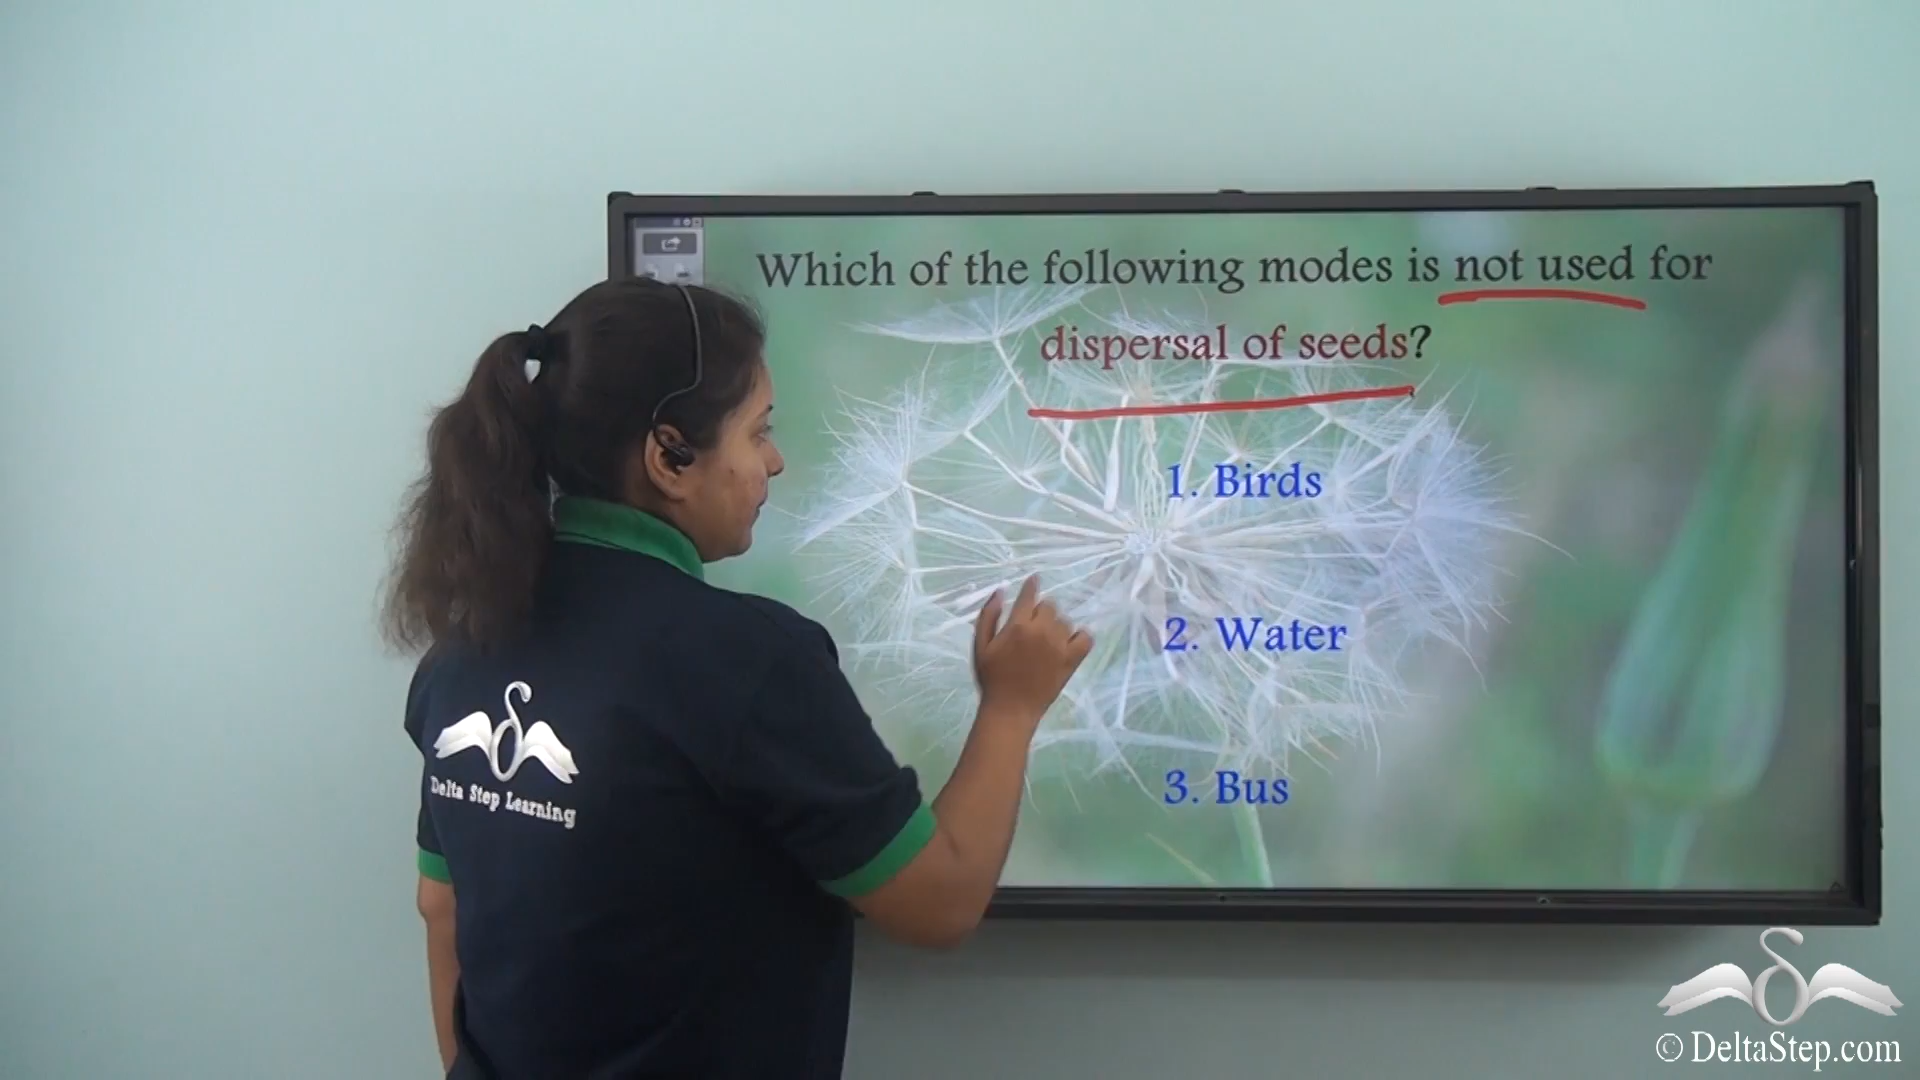 Which of the following modes is not used for
dispersal of seeds?
1. Birds
2. Water
3. Bus
Delta Step Learning
© DeltaStep.com